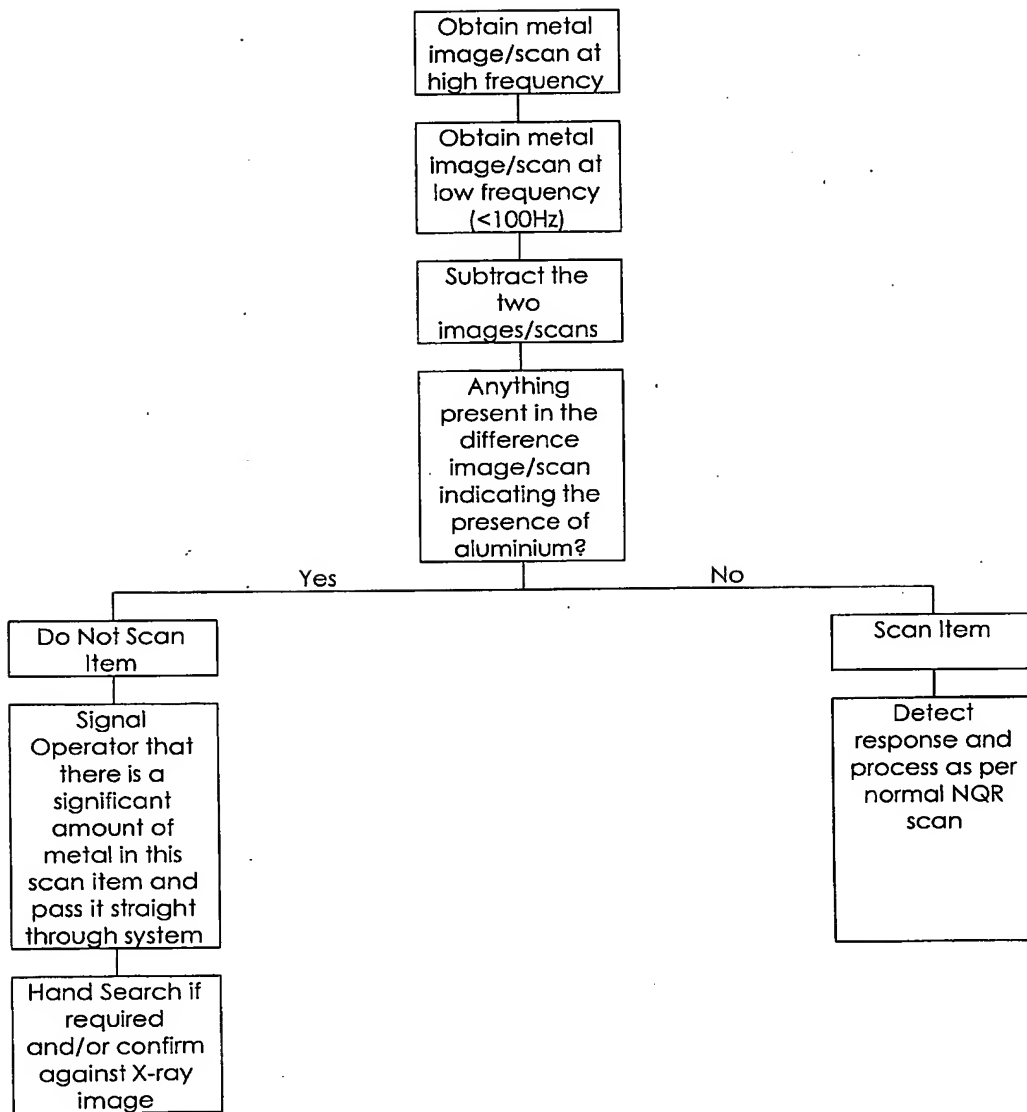 Obtain metal
image/scan at
high frequency
Obtain metal
image/scan at
low frequency
(<100Hz)
Subtract the
two
images/scans
Anything
present in the
difference
image/scan
indicating the
presence of
aluminium?
Yes
No
Do Not Scan
Item
Signal
Operator that
there is a
significant
amount of
metal in this
scan item and
pass it straight
through system
Hand Search if
required
and/or confirm
against X-ray
image
Scan Item
Detect
response and
process as per
normal NQR
scan